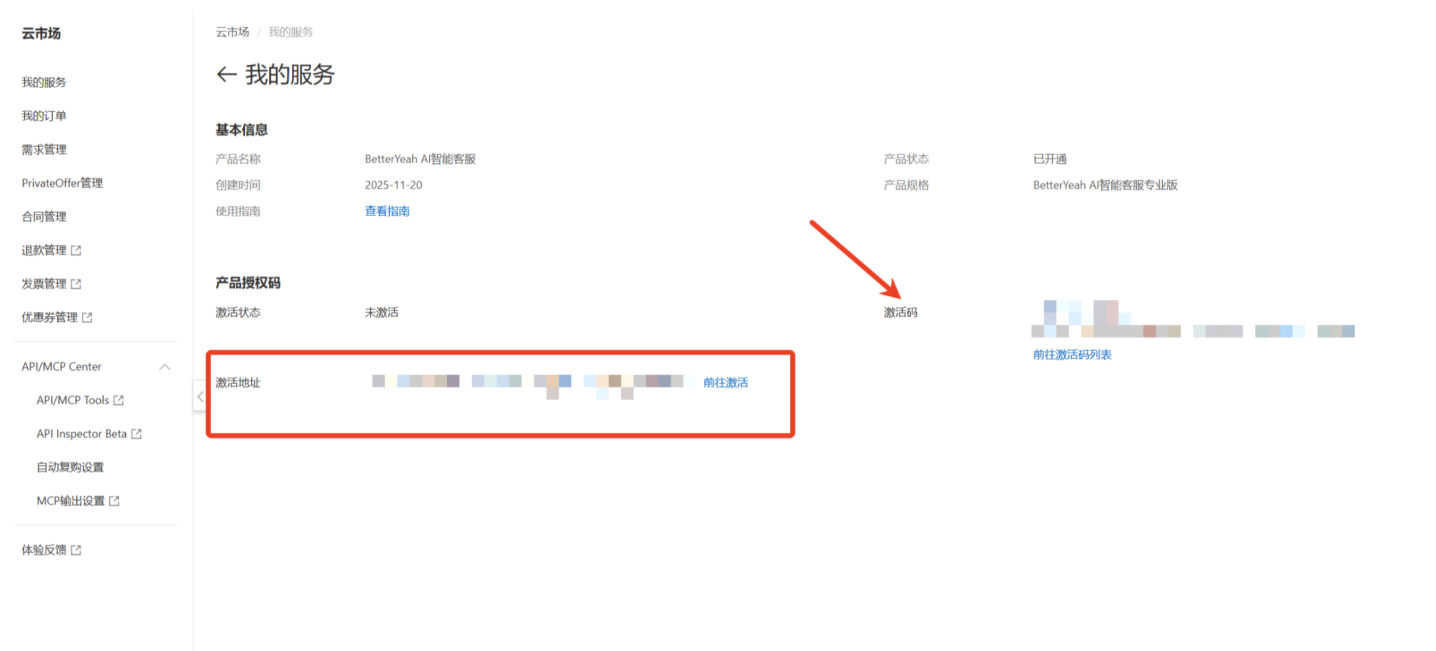 云市场
我的服务
我的订单
需求管理
PrivateOffer管理
合同管理
退款管理
发票管理
优惠券管理
API/MCP Center
API/MCP Tools
API Inspector Beta
自动复购设置
MCP输出设置
体验反馈
云市场 / 我的服务
我的服务
基本信息
产品名称 BetterYeah AI智能客服 产品状态 已开通
创建时间 2025-11-20 产品规格 BetterYeah AI智能客服专业版
使用指南 查看指南
产品授权码
激活状态 未激活 激活码
前往激活码列表
激活地址 前往激活